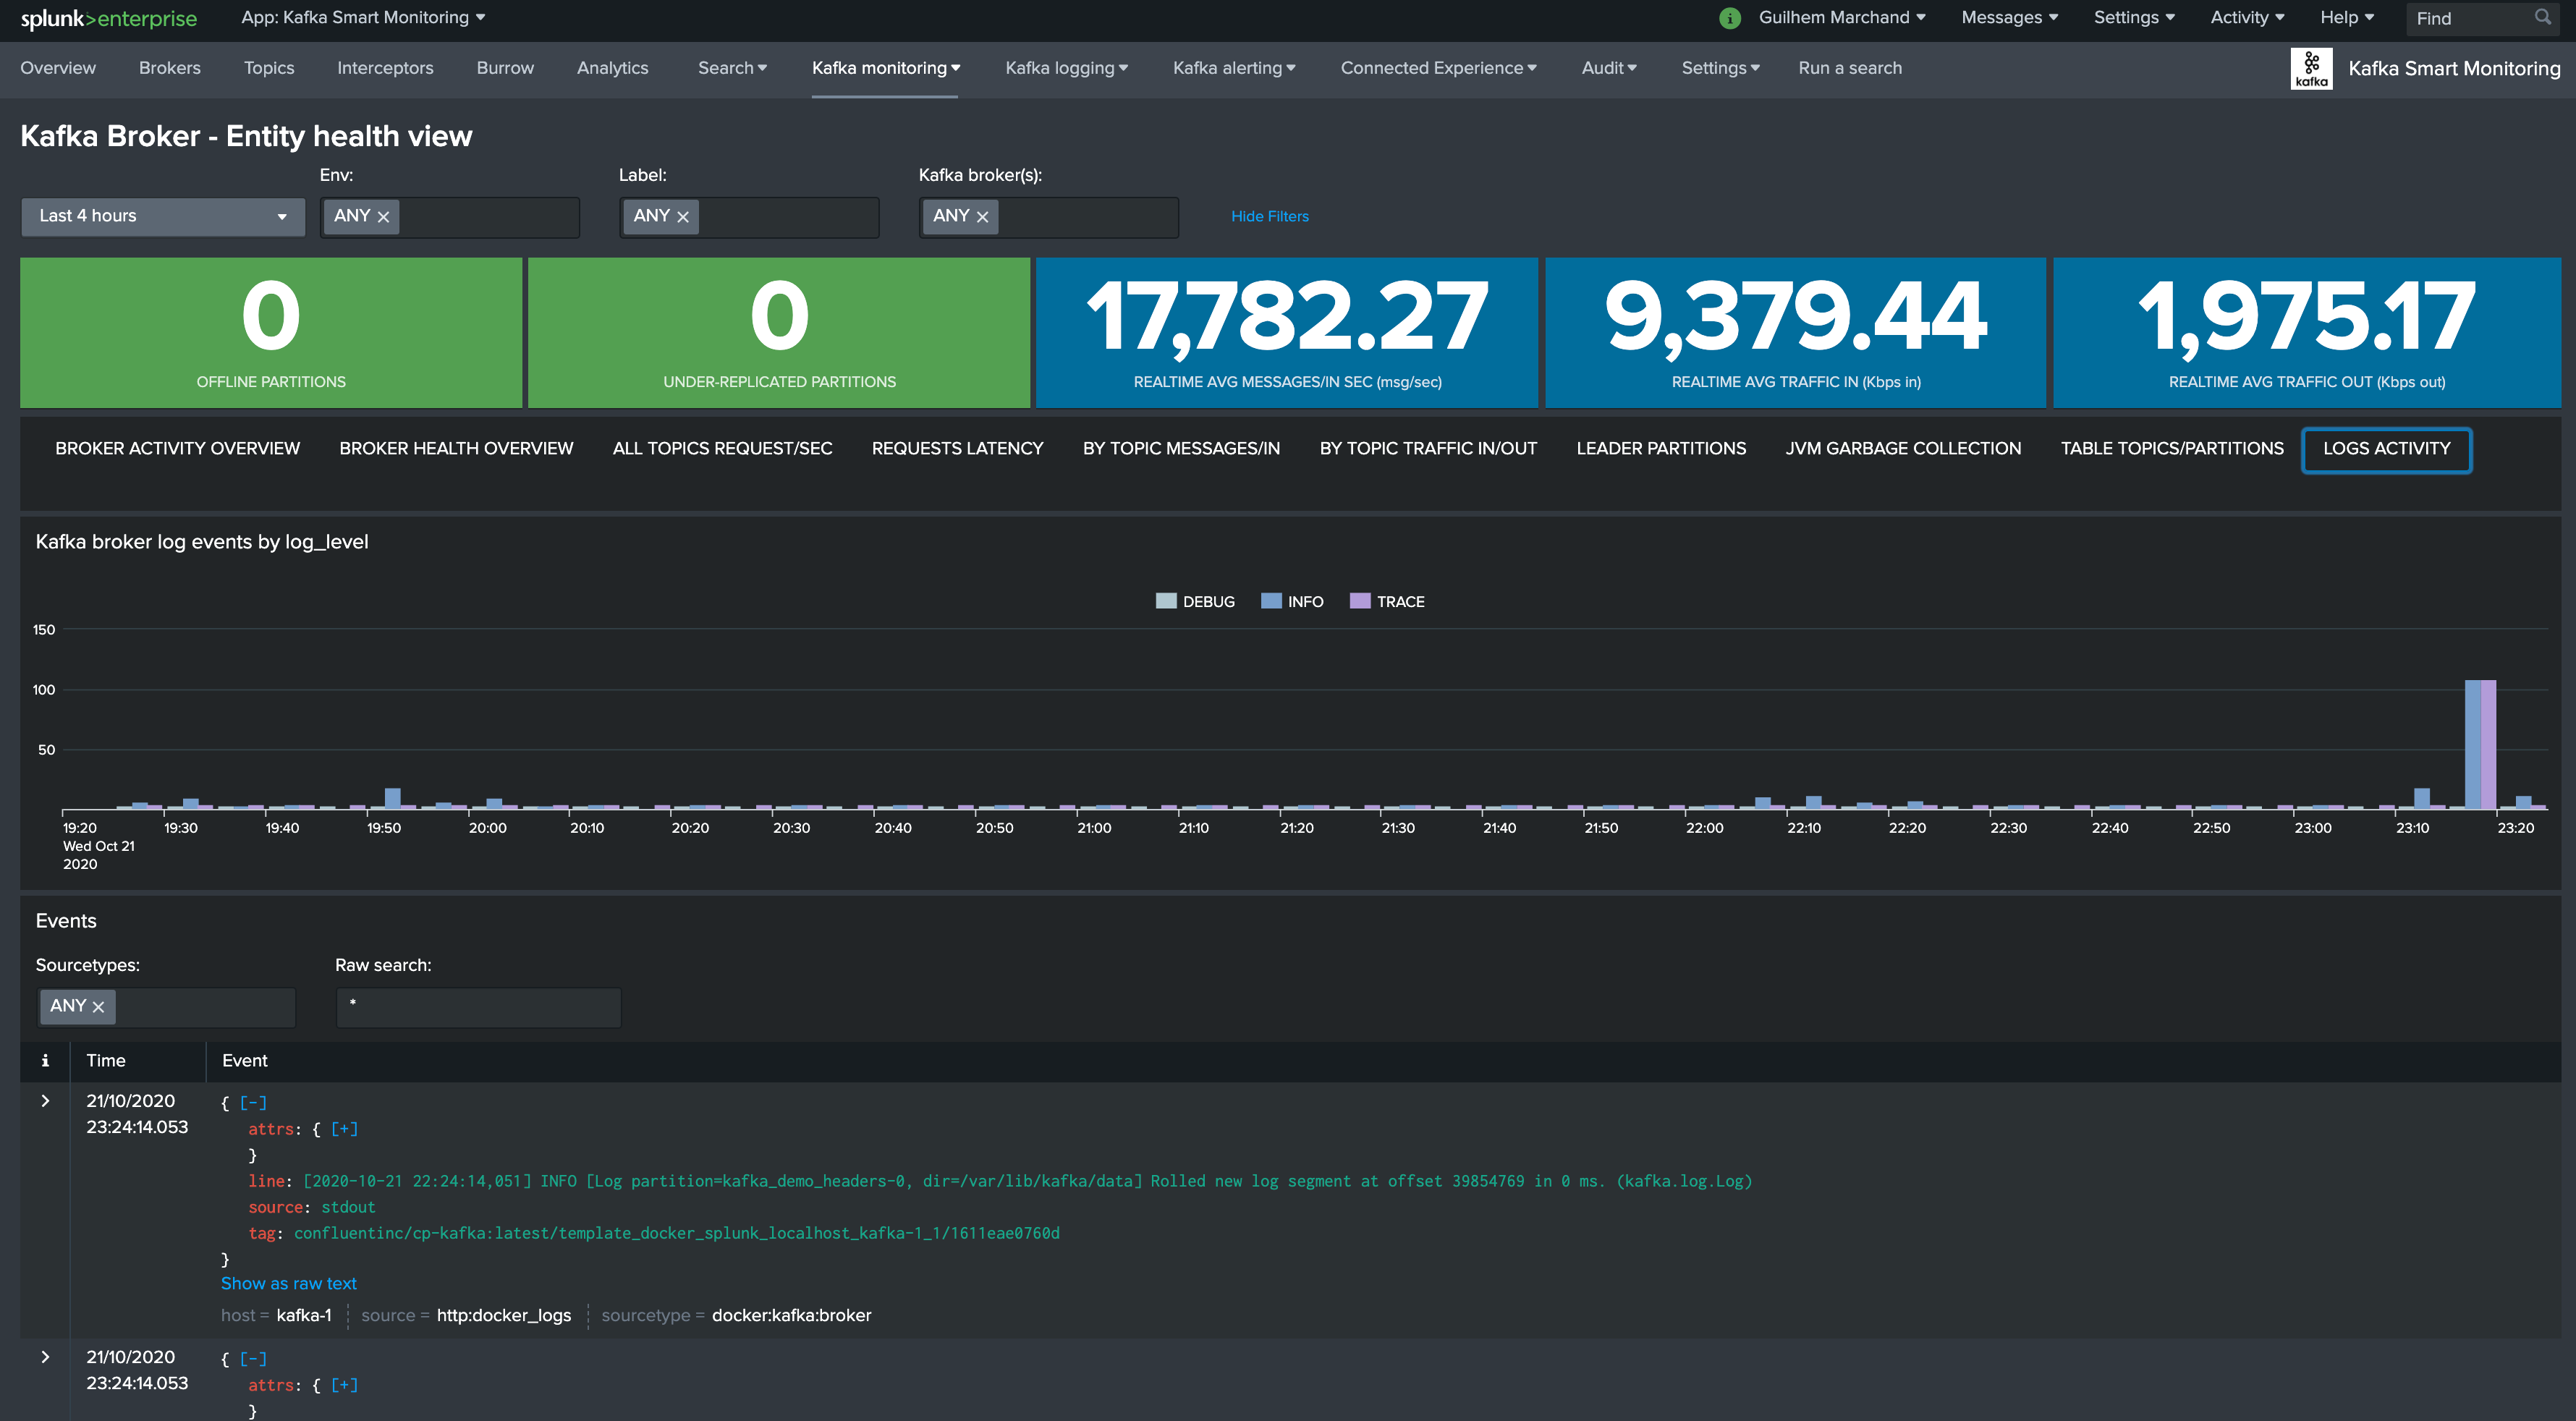 splunk>enterprise App: Kafka Smart Monitoring i Guilhem Marchand Messages Settings Activity Help Find
Overview Brokers Topics Interceptors Burrow Analytics Search Kafka monitoring Kafka logging Kafka alerting Connected Experience Audit Settings Run a search kafka Kafka Smart Monitoring
Kafka Broker - Entity health view
Env: Label: Kafka broker(s):
Last 4 hours ANY ANY ANY Hide Filters
0 0 17,782.27 9,379.44 1,975.17
OFFLINE PARTITIONS UNDER-REPLICATED PARTITIONS REALTIME AVG MESSAGES/IN SEC (msg/sec) REALTIME AVG TRAFFIC IN (Kbps in) REALTIME AVG TRAFFIC OUT (Kbps out)
BROKER ACTIVITY OVERVIEW BROKER HEALTH OVERVIEW ALL TOPICS REQUEST/SEC REQUESTS LATENCY BY TOPIC MESSAGES/IN BY TOPIC TRAFFIC IN/OUT LEADER PARTITIONS JVM GARBAGE COLLECTION TABLE TOPICS/PARTITIONS LOGS ACTIVITY
Kafka broker log events by log_level
DEBUG INFO TRACE
150
100
50
19:20 19:30 19:40 19:50 20:00 20:10 20:20 20:30 20:40 20:50 21:00 21:10 21:20 21:30 21:40 21:50 22:00 22:10 22:20 22:30 22:40 22:50 23:00 23:10 23:20
Wed Oct 21
2020
Events
Sourcetypes: Raw search:
ANY *
i Time Event
21/10/2020 { [-]
23:24:14.053 attrs: { [+]
}
line: [2020-10-21 22:24:14,051] INFO [Log partition=kafka_demo_headers-0, dir=/var/lib/kafka/data] Rolled new log segment at offset 39854769 in 0 ms. (kafka.log.Log)
source: stdout
tag: confluentinc/cp-kafka:latest/template_docker_splunk_localhost_kafka-1_1/1611eae0760d
}
Show as raw text
host = kafka-1 source = http:docker_logs sourcetype = docker:kafka:broker
21/10/2020 { [-]
23:24:14.053 attrs: { [+]
}